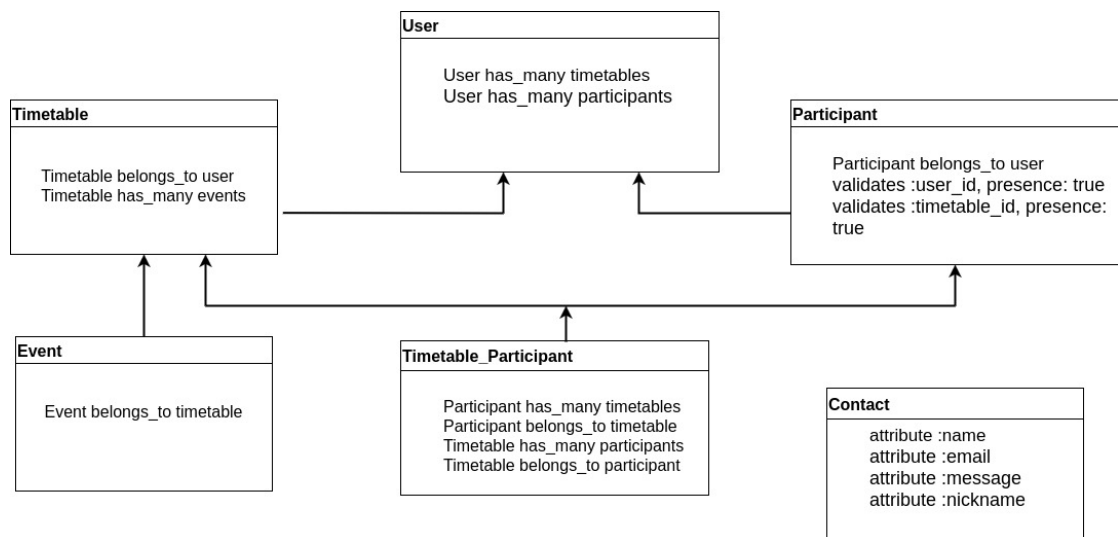 User
User has_many timetables
User has_many participants
Timetable
Timetable belongs_to user
Timetable has_many events
Participant
Participant belongs_to user
validates :user_id, presence: true
validates :timetable_id, presence:
true
Event
Event belongs_to timetable
Timetable_Participant
Participant has_many timetables
Participant belongs_to timetable
Timetable has_many participants
Timetable belongs_to participant
Contact
attribute :name
attribute :email
attribute :message
attribute :nickname